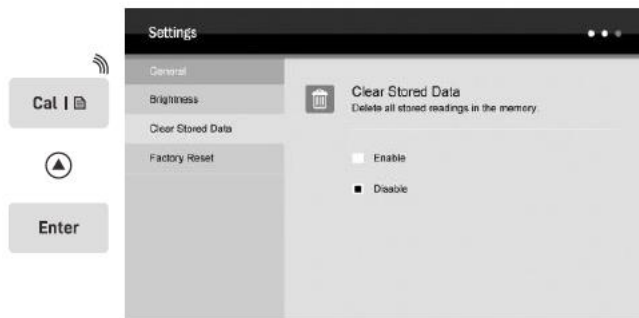 Settings
Cal |
Enter
General
Brightness
Clear Stored Data
Factory Reset
Clear Stored Data
Delete all stored readings in the memory.
Enable
Disable